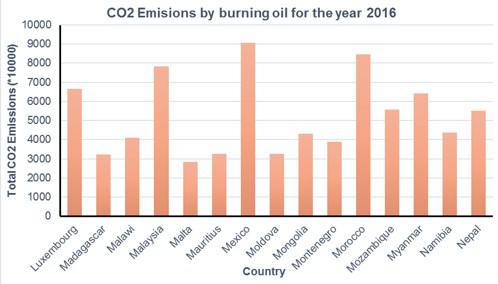 CO2 Emisions by burning oil for the year 2016
Total CO2 Emissions (*10000)
10000
9000
8000
7000
6000
5000
4000
3000
2000
1000
0
Luxembourg
Madagascar
Malawi
Malaysia
Malta
Mauritius
Mexico
Moldova
Mongolia
Montenegro
Morocco
Mozambique
Myanmar
Namibia
Nepal
Country